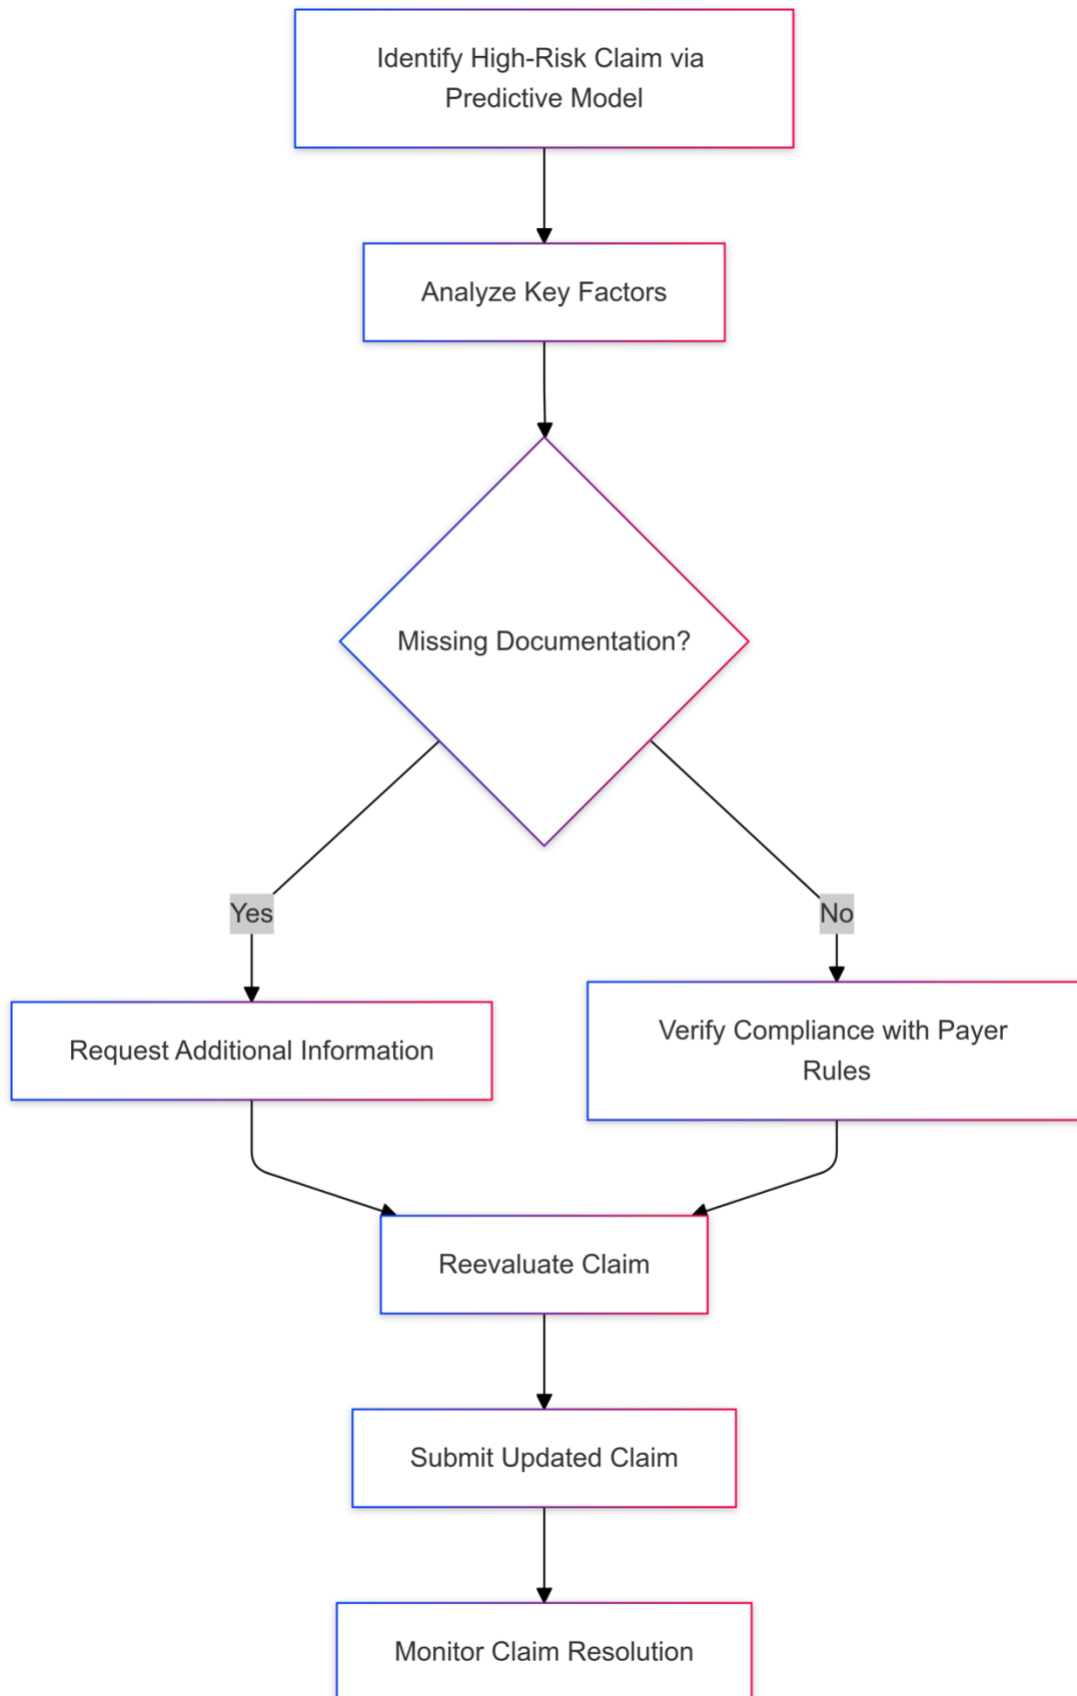 Identify High-Risk Claim via
Predictive Model
Analyze Key Factors
Missing Documentation?
Yes
No
Request Additional Information
Verify Compliance with Payer
Rules
Reevaluate Claim
Submit Updated Claim
Monitor Claim Resolution